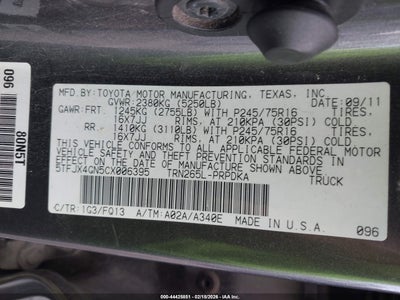 MFD.BY:TOYOTA MOTOR MANUFACTURING, TEXAS, INC.
GVWR:2380KG (5250LB) DATE: 09/11
GAWR:FRT 1245KG (2755LB) WITH P245/75R16 TIRES,
16X7JJ RIMS, AT 210KPA (30PSI) COLD
RR 1410KG (3110LB) WITH P245/75R16 TIRES,
16X7JJ RIMS, AT 210KPA (30PSI) COLD
THIS VEHICLE CONFORMS TO ALL APPLICABLE FEDERAL MOTOR
VEHICLE SAFETY AND THEFT PREVENTION STANDARDS IN
EFFECT ON THE DATE OF MANUFACTURE SHOWN ABOVE.
5TFJX4GN5CX006395 TRUCK
TRN265L-PRPDKA
C/TR:1G3/FQ13 A/TM:A02A/A340E
MADE IN U.S.A. 096
096
80N5T
000-44425851 - 02/18/2026 - IAAI.COM